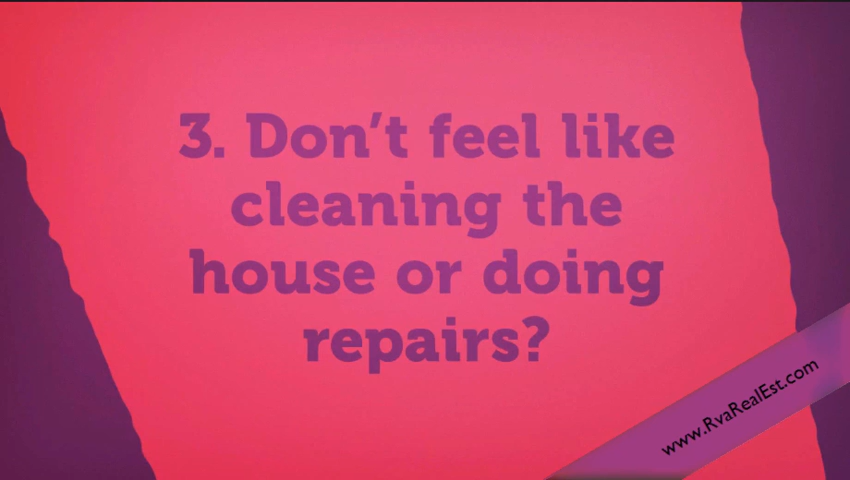 3. Don’t feel like
cleaning the
house or doing
repairs?
www.RvaRealEst.com